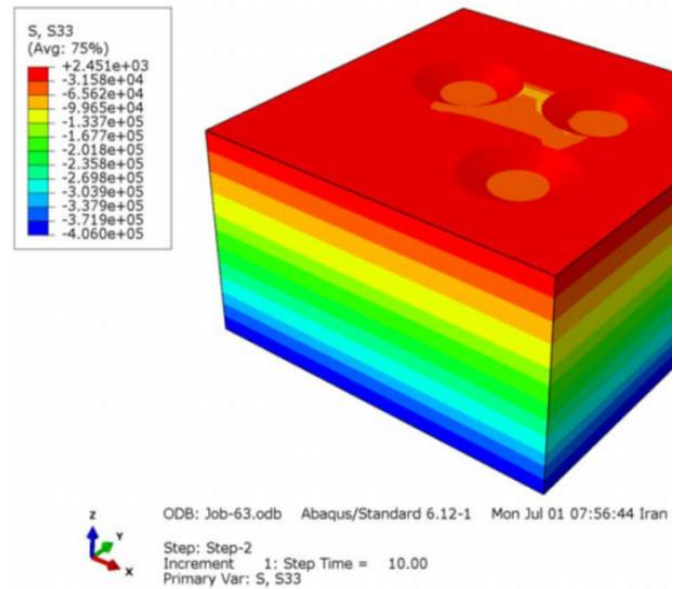 S, S33
(Avg: 75%)
+2.451e+03
-3.158e+04
-6.562e+04
-9.965e+04
-1.337e+05
-1.677e+05
-2.018e+05
-2.358e+05
-2.698e+05
-3.039e+05
-3.379e+05
-3.719e+05
-4.060e+05
z
Y
X
ODB: Job-63.odb Abaqus/Standard 6.12-1 Mon Jul 01 07:56:44 Iran
Step: Step-2
Increment 1: Step Time = 10.00
Primary Var: S, S33